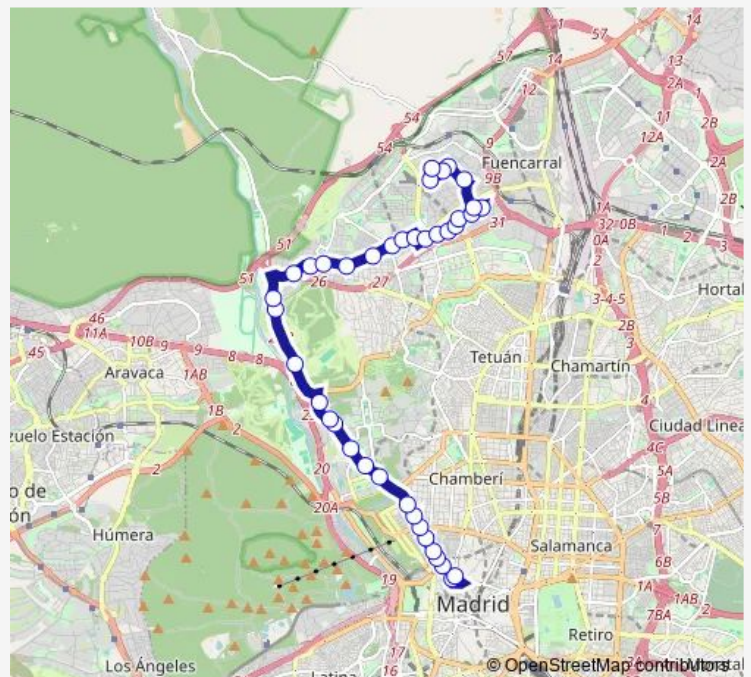 57
1
14
57
14
13
12
2A
1
54
11
2B
9
12A
54
Fuencarral
9B
2A
2B
31
1A
32
0B
0A
1
2
3
51
2
51
26
27
3-4-5
Hortal
46
11A
10B
9
9
8
8
2B
45
Tetuán
Chamartín
3
Aravaca
1AB
4
1B
Ciudad Linea
zuelo Estación
2
4C
2
20
5A
Chamberí
o de
ón
20A
5B
7
Húmera
Salamanca
6B
19
1A
1AB
2
Madrid
7BA
Retiro
17
16
Los Ángeles
Latina
© OpenStreetMap contributors